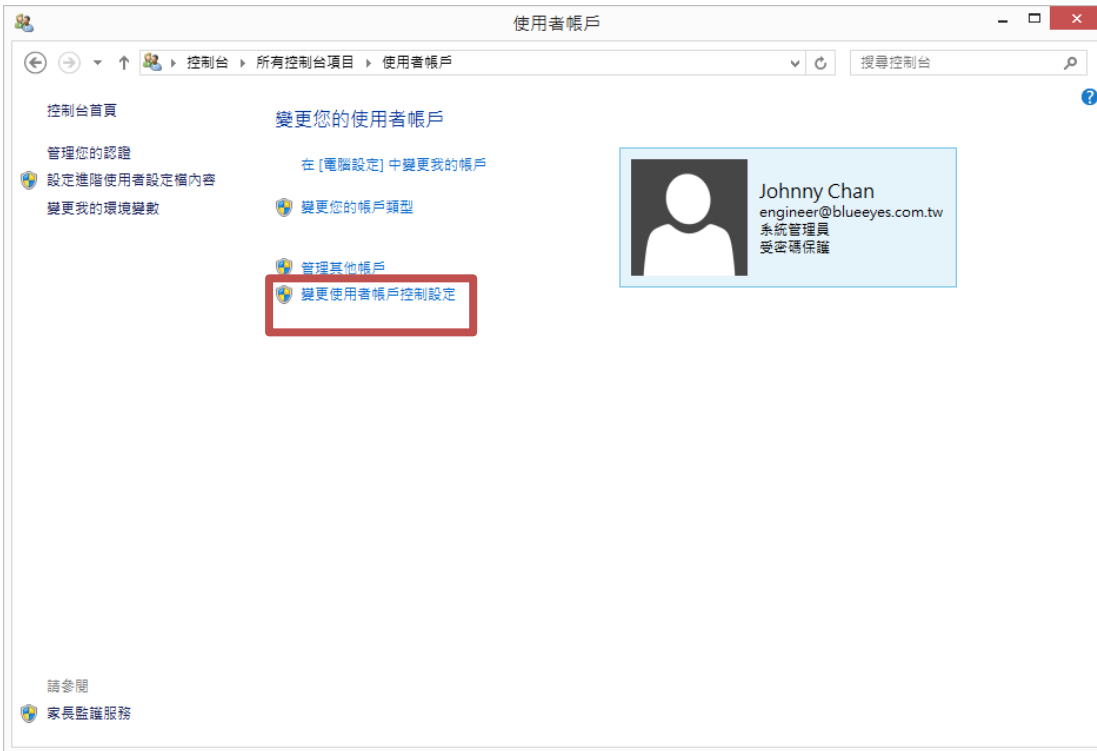 使用者帳戶
控制台 所有控制台項目 使用者帳戶
搜尋控制台
控制台首頁
管理您的認證
設定進階使用者設定檔內容
變更我的環境變數
變更您的使用者帳戶
在 [電腦設定] 中變更我的帳戶
變更您的帳戶類型
管理其他帳戶
變更使用者帳戶控制設定
Johnny Chan
engineer@blueeyes.com.tw
系統管理員
受密碼保護
請參閱
家長監護服務